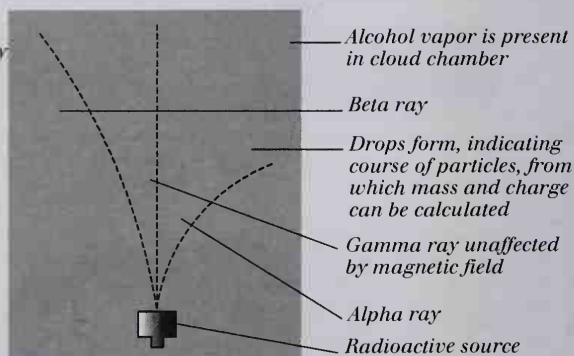 Alcohol vapor is present
in cloud chamber
Beta ray
Drops form, indicating
course of particles, from
which mass and charge
can be calculated
Gamma ray unaffected
by magnetic field
Alpha ray
Radioactive source